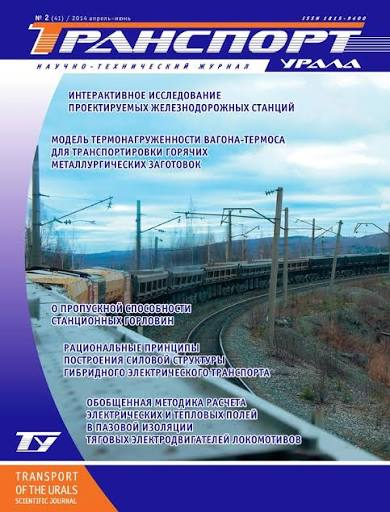 № 2 (41) / 2014 апрель-июнь
ISSN 1815-9400
ТРАНСПОРТ
УРАЛА
НАУЧНО-ТЕХНИЧЕСКИЙ ЖУРНАЛ
ИНТЕРАКТИВНОЕ ИССЛЕДОВАНИЕ
ПРОЕКТИРУЕМЫХ ЖЕЛЕЗНОДОРОЖНЫХ СТАНЦИЙ
МОДЕЛЬ ТЕРМОНАГРУЖЕННОСТИ ВАГОНА-ТЕРМОСА
ДЛЯ ТРАНСПОРТИРОВКИ ГОРЯЧИХ
МЕТАЛЛУРГИЧЕСКИХ ЗАГОТОВОК
О ПРОПУСКНОЙ СПОСОБНОСТИ
СТАНЦИОННЫХ ГОРЛОВИН
РАЦИОНАЛЬНЫЕ ПРИНЦИПЫ
ПОСТРОЕНИЯ СИЛОВОЙ СТРУКТУРЫ
ГИБРИДНОГО ЭЛЕКТРИЧЕСКОГО ТРАНСПОРТА
ОБОБЩЕННАЯ МЕТОДИКА РАСЧЕТА
ЭЛЕКТРИЧЕСКИХ И ТЕПЛОВЫХ ПОЛЕЙ
В ПАЗОВОЙ ИЗОЛЯЦИИ
ТЯГОВЫХ ЭЛЕКТРОДВИГАТЕЛЕЙ ЛОКОМОТИВОВ
ТУ
TRANSPORT
OF THE URALS
SCIENTIFIC JOURNAL